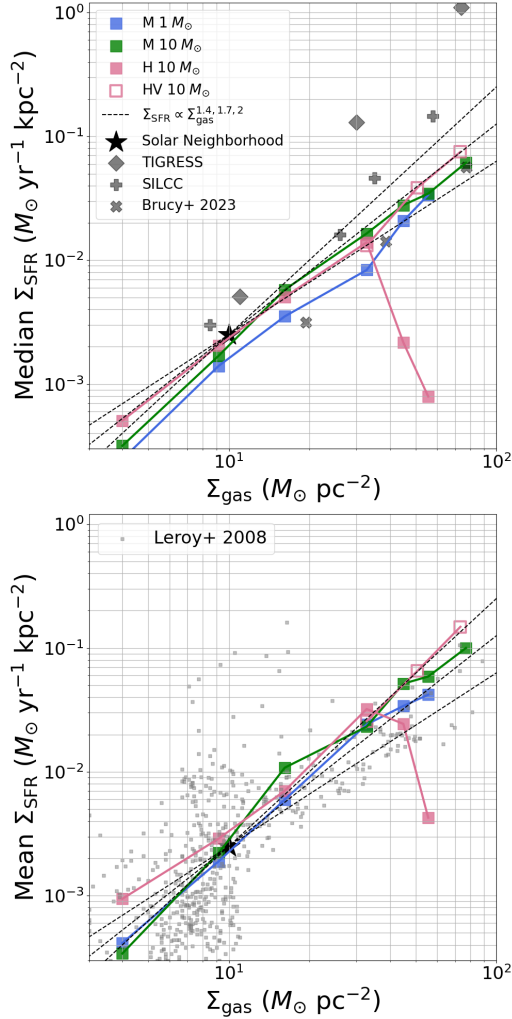 10⁰
10⁻¹
10⁻²
10⁻³
Median Σ_SFR (M_⊙ yr⁻¹ kpc⁻²)
M 1 M_⊙
M 10 M_⊙
H 10 M_⊙
HV 10 M_⊙
Σ_SFR ∝ Σ_gas^1.4, 1.7, 2
Solar Neighborhood
TIGRESS
SILCC
Brucy+ 2023
10¹
10²
Σ_gas (M_⊙ pc⁻²)
10⁰
10⁻¹
10⁻²
10⁻³
Mean Σ_SFR (M_⊙ yr⁻¹ kpc⁻²)
Leroy+ 2008
10¹
10²
Σ_gas (M_⊙ pc⁻²)